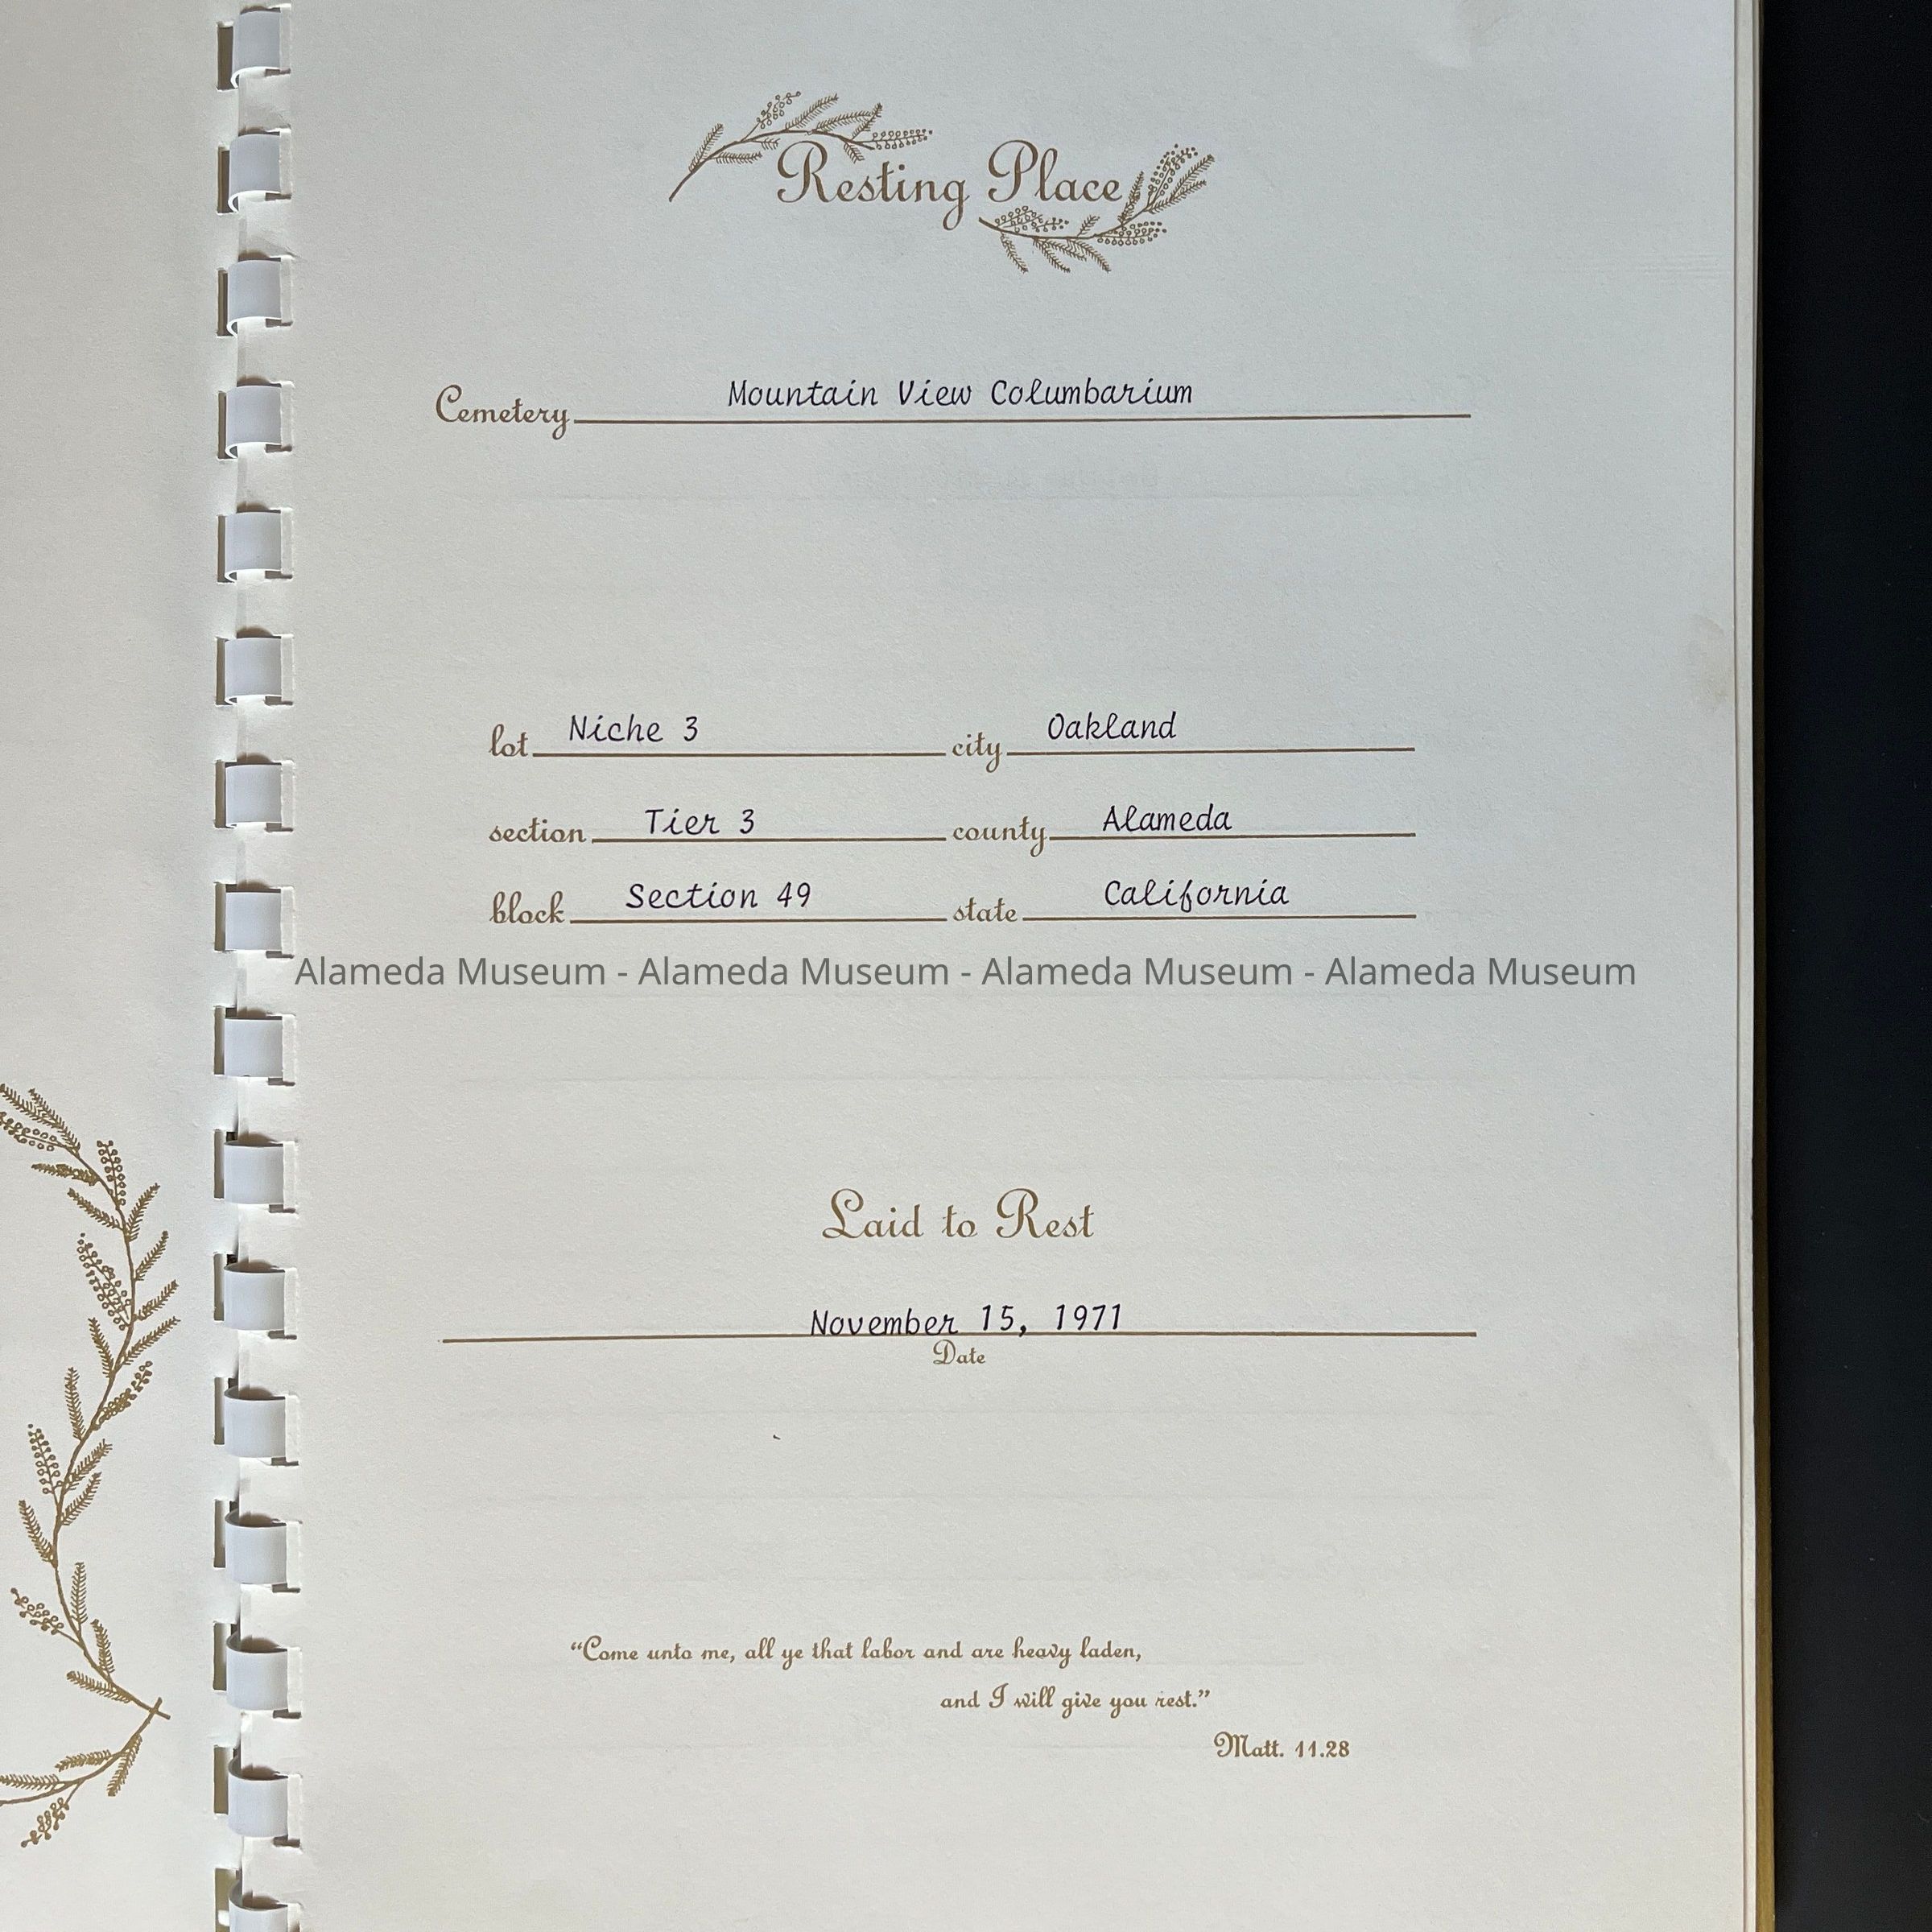 Resting Place
Cemetery Mountain View Columbarium
lot Niche 3 city Oakland
section Tier 3 county Alameda
block Section 49 state California
Alameda Museum - Alameda Museum - Alameda Museum - Alameda Museum
Laid to Rest
November 15, 1971
Date
“Come unto me, all ye that labor and are heavy laden,
and I will give you rest.”
Matt. 11.28